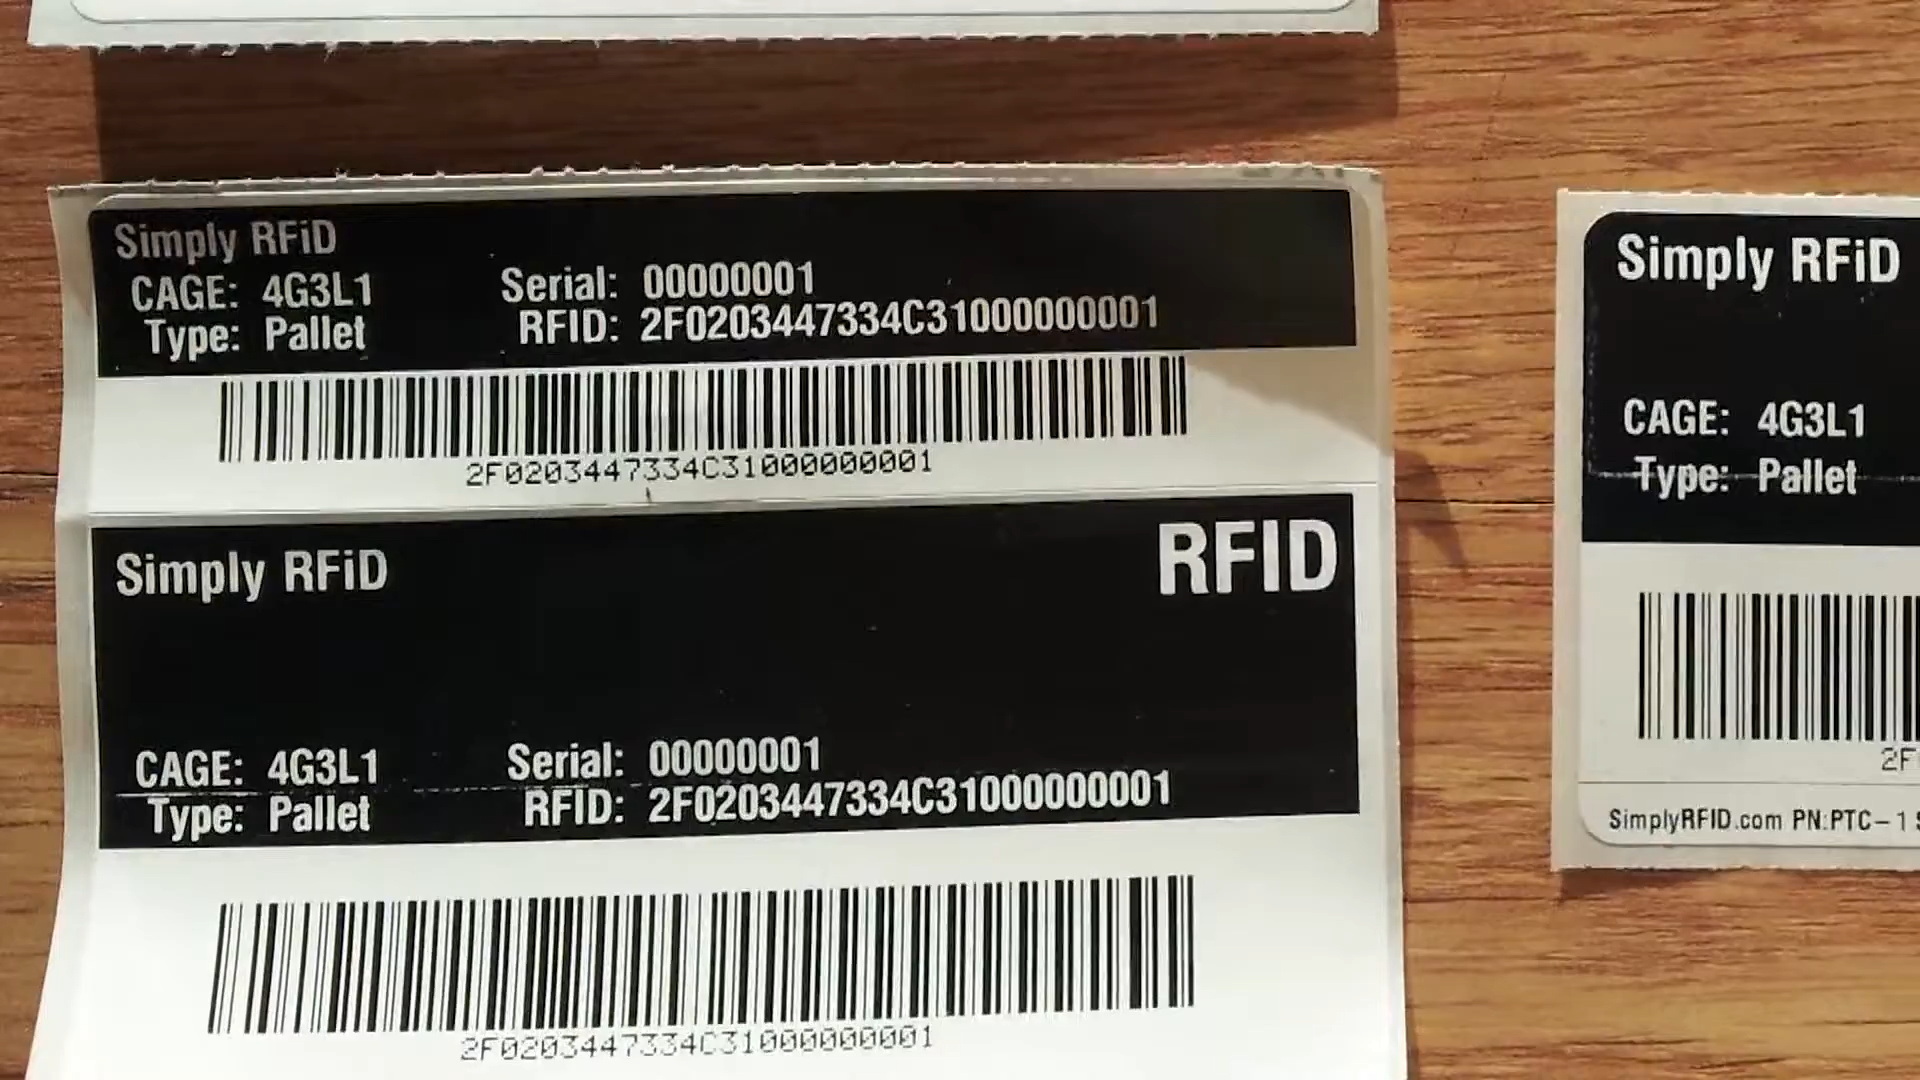 Simply RFiD
CAGE: 4G3L1 Serial: 00000001
Type: Pallet RFID: 2F0203447334C31000000001
2F0203447334C31000000001
Simply RFiD RFID
CAGE: 4G3L1 Serial: 00000001
Type: Pallet RFID: 2F0203447334C31000000001
2F0203447334C31000000001
Simply RFiD
CAGE: 4G3L1
Type: Pallet
2F
SimplyRFID.com PN:PTC-1 S